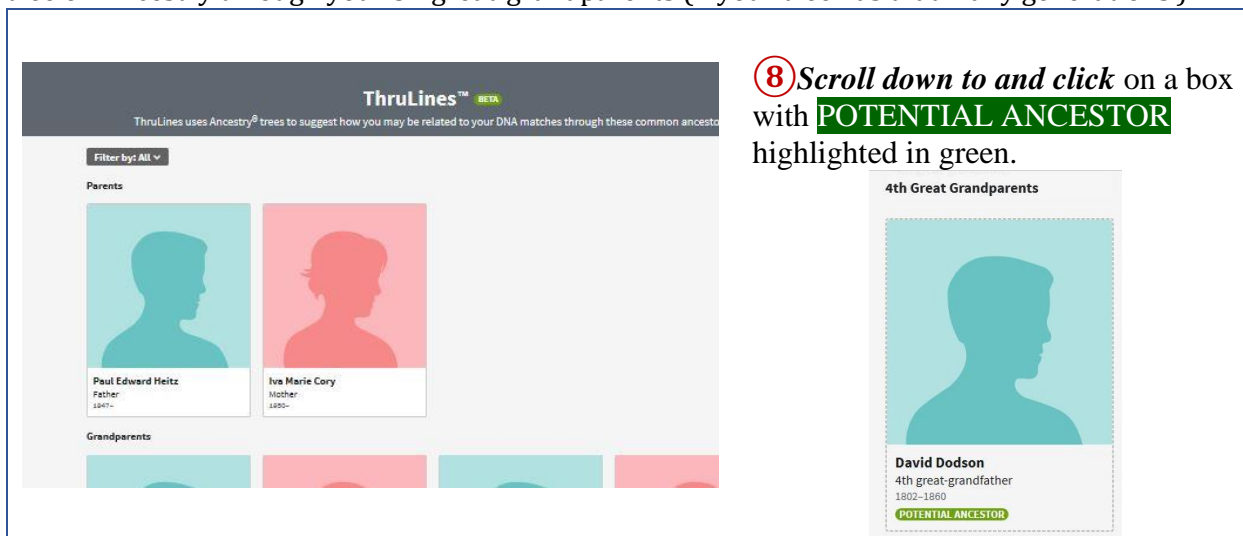 ThruLines™ BETA
ThruLines uses Ancestry® trees to suggest how you may be related to your DNA matches through these common ancesto
Filter by: All
Parents
Paul Edward Heitz
Father
1947–
Iva Marie Cory
Mother
1950–
Grandparents
⑧Scroll down to and click on a box
with POTENTIAL ANCESTOR
highlighted in green.
4th Great Grandparents
David Dodson
4th great-grandfather
1802–1860
POTENTIAL ANCESTOR